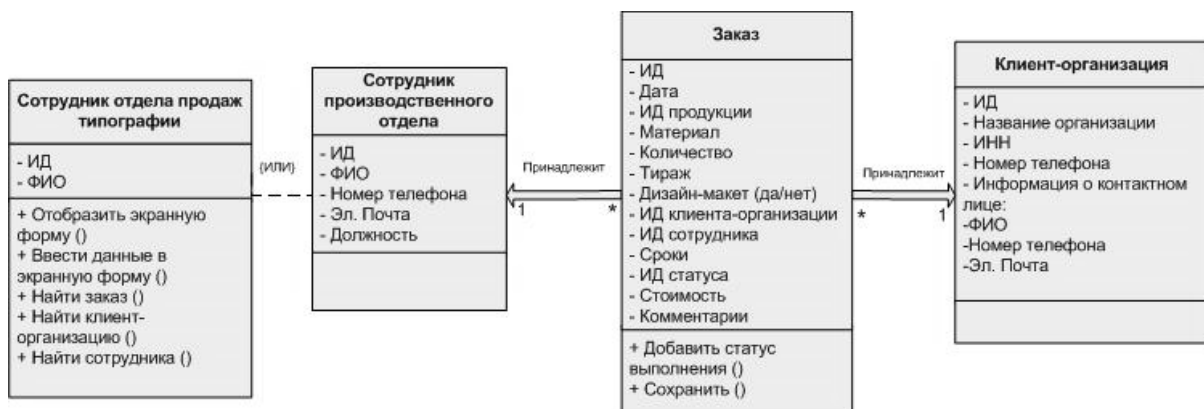 Сотрудник отдела продаж
типографии
- ИД
- ФИО
+ Отобразить экранную
форму ()
+ Ввести данные в
экранную форму ()
+ Найти заказ ()
+ Найти клиент-
организацию ()
+ Найти сотрудника ()
{ИЛИ}
Сотрудник
производственного
отдела
- ИД
- ФИО
- Номер телефона
- Эл. Почта
- Должность
Принадлежит
1
*
Заказ
- ИД
- Дата
- ИД продукции
- Материал
- Количество
- Тираж
- Дизайн-макет (да/нет)
- ИД клиента-организации
- ИД сотрудника
- Сроки
- ИД статуса
- Стоимость
- Комментарии
+ Добавить статус
выполнения ()
+ Сохранить ()
Принадлежит
*
1
Клиент-организация
- ИД
- Название организации
- ИНН
- Номер телефона
- Информация о контактном
лице:
-ФИО
-Номер телефона
-Эл. Почта